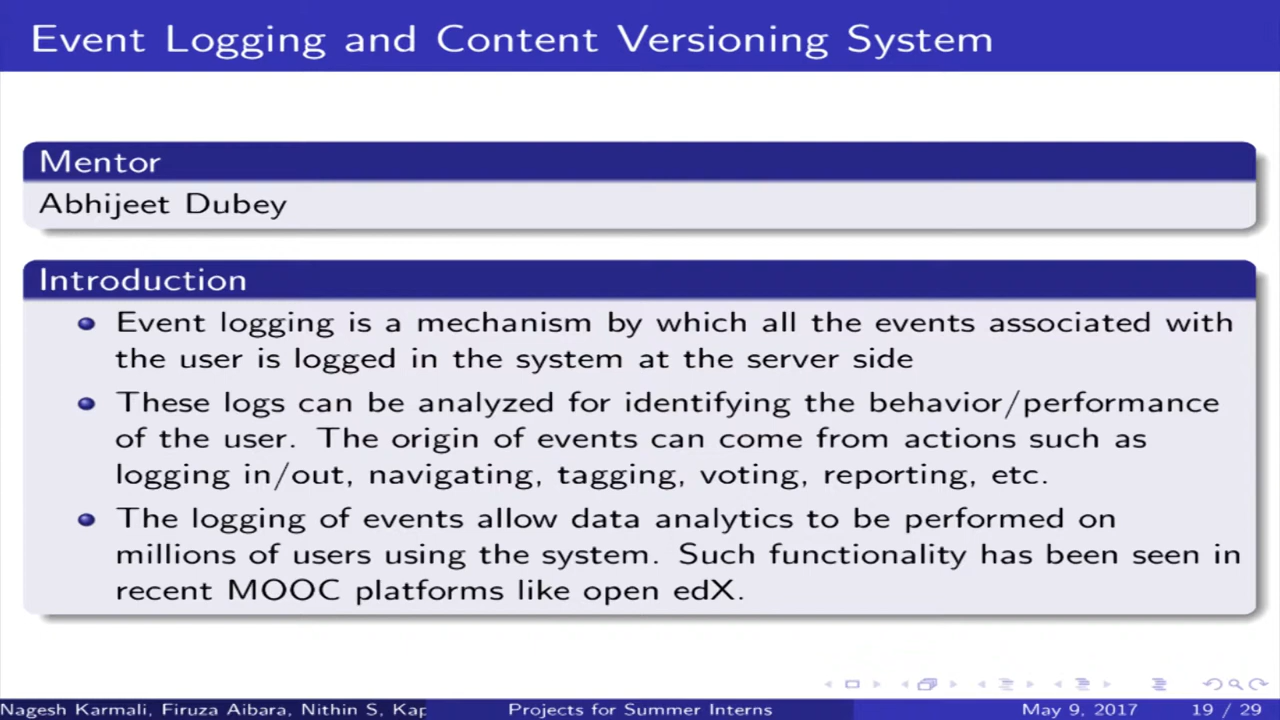 Event Logging and Content Versioning System
Mentor
Abhijeet Dubey
Introduction
Event logging is a mechanism by which all the events associated with
the user is logged in the system at the server side
These logs can be analyzed for identifying the behavior/performance
of the user. The origin of events can come from actions such as
logging in/out, navigating, tagging, voting, reporting, etc.
The logging of events allow data analytics to be performed on
millions of users using the system. Such functionality has been seen in
recent MOOC platforms like open edX.
Nagesh Karmali, Firuza Aibara, Nithin S, Kap
Projects for Summer Interns
May 9, 2017
19 / 29